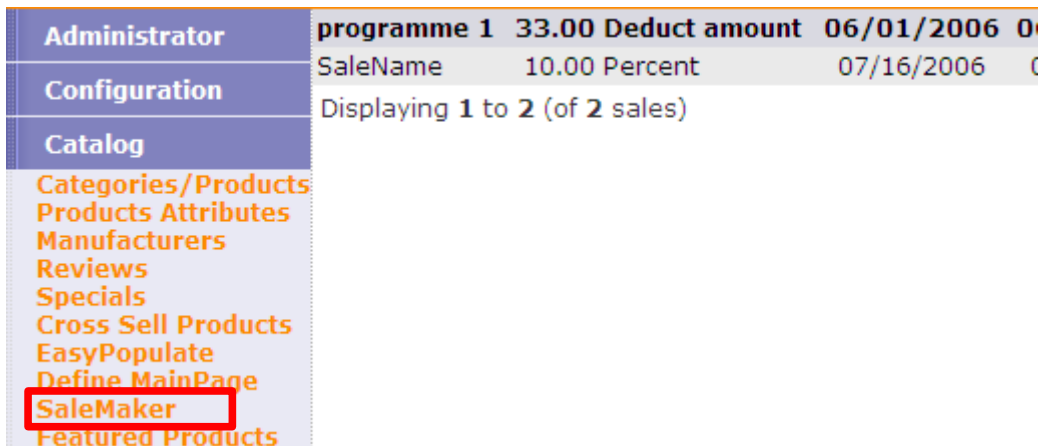 Administrator
Configuration
Catalog
Categories/Products
Products Attributes
Manufacturers
Reviews
Specials
Cross Sell Products
EasyPopulate
Define MainPage
SaleMaker
Featured Products
programme 1 33.00 Deduct amount 06/01/2006
SaleName 10.00 Percent 07/16/2006
Displaying 1 to 2 (of 2 sales)